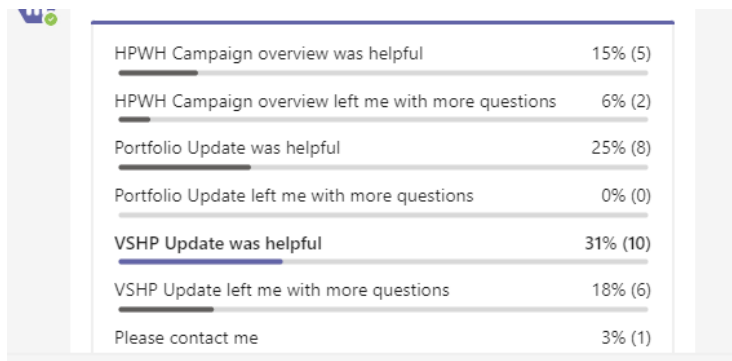 HPWH Campaign overview was helpful 15% (5)
HPWH Campaign overview left me with more questions 6% (2)
Portfolio Update was helpful 25% (8)
Portfolio Update left me with more questions 0% (0)
VSHP Update was helpful 31% (10)
VSHP Update left me with more questions 18% (6)
Please contact me 3% (1)